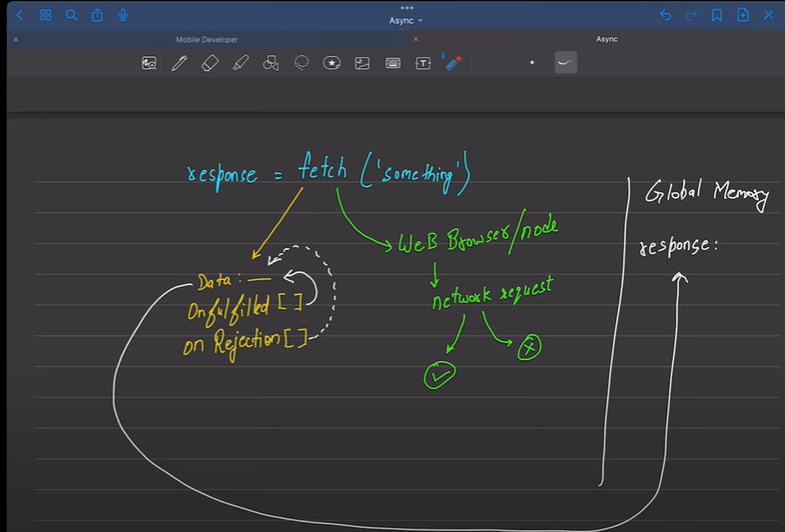 Async
Mobile Developer
Async
T
response = fetch ('something')
Global Memory
WeB Browser/node
response:
Data: —
network request
Onfulfilled [ ]
on Rejection [ ]